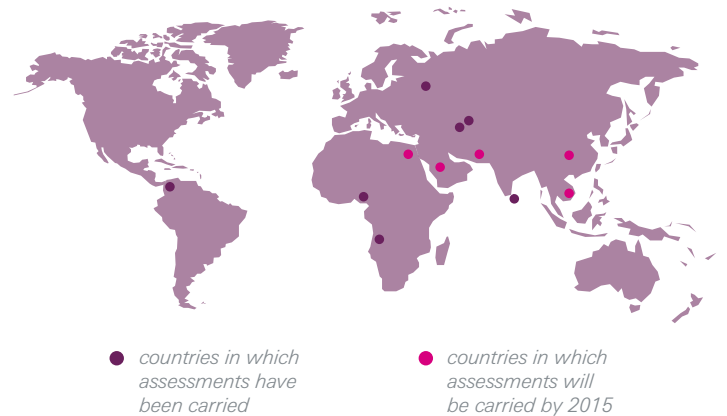 countries in which
assessments have
been carried
countries in which
assessments will
be carried by 2015